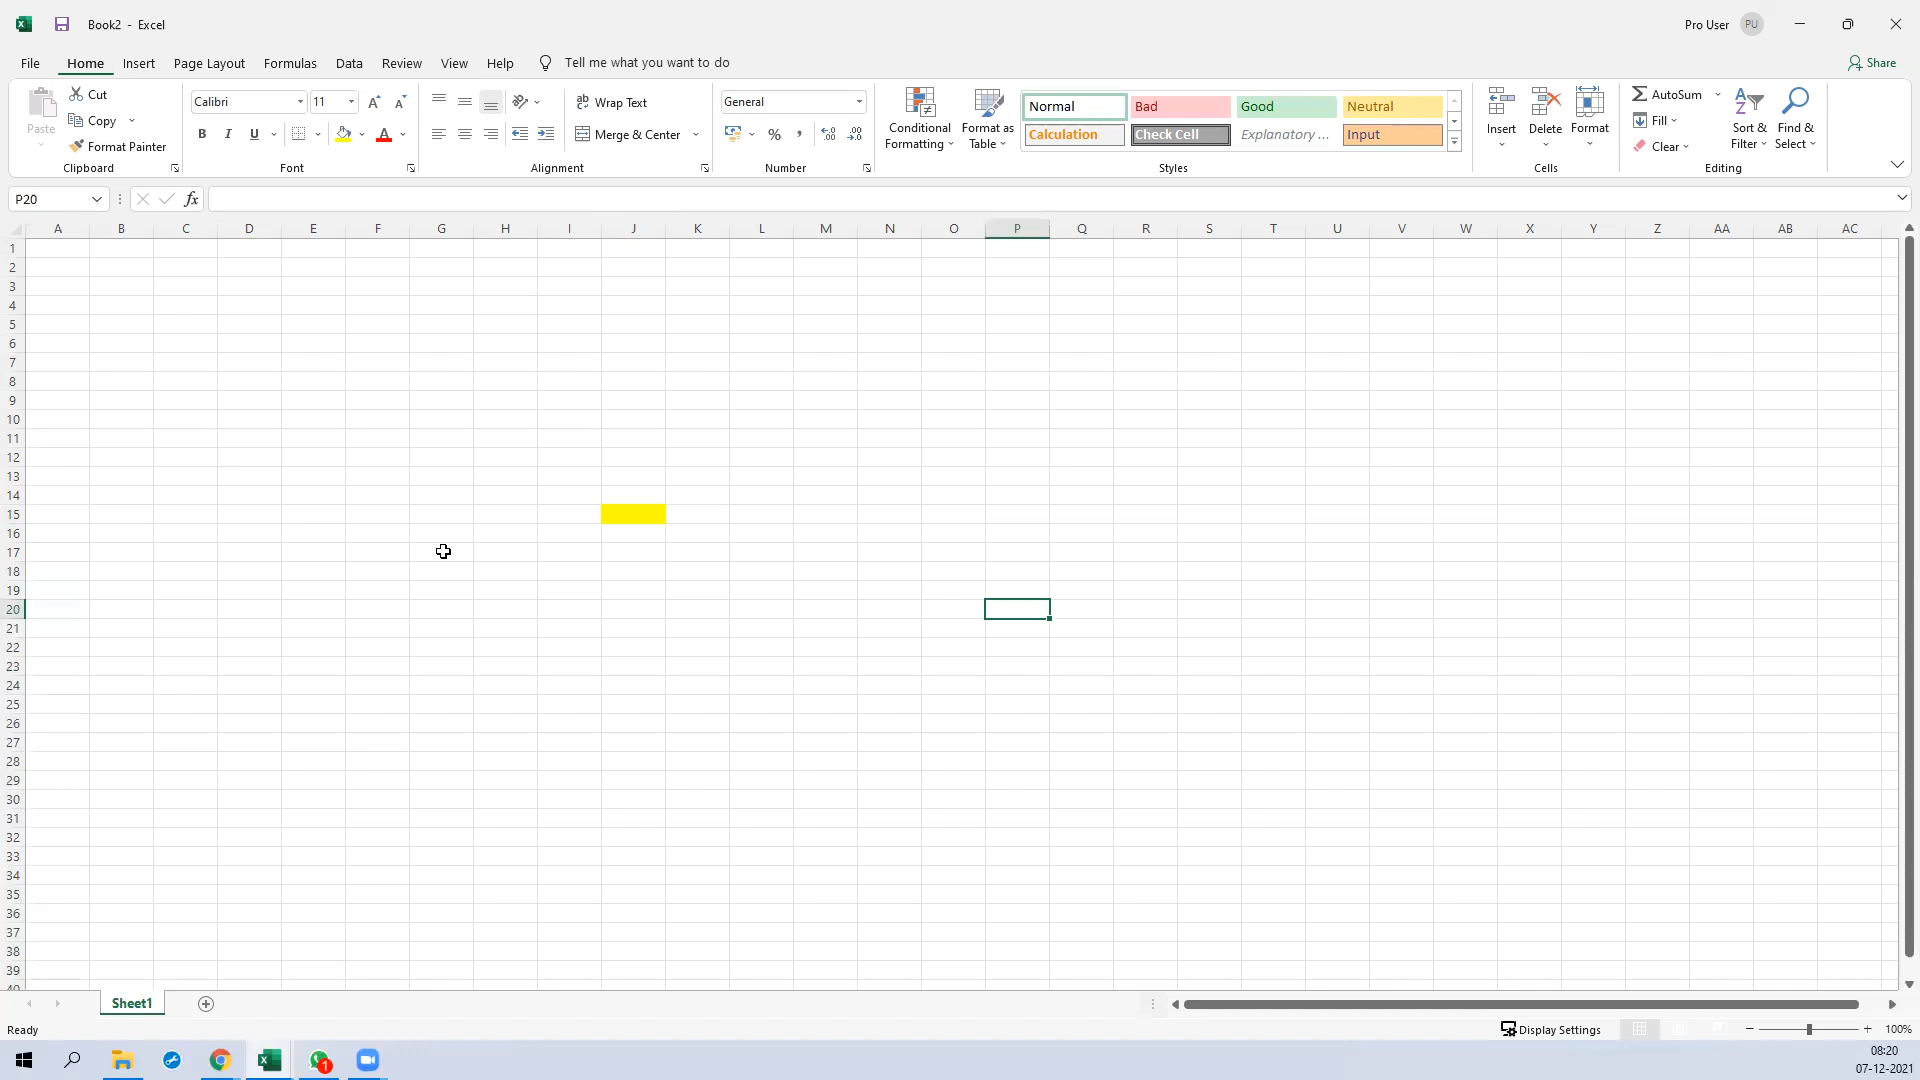 Book2 - Excel
Pro User PU
File Home Insert Page Layout Formulas Data Review View Help Tell me what you want to do Share
Paste
Cut
Copy
Format Painter
Clipboard
Calibri 11
B I U A
Font
Wrap Text
Merge & Center
Alignment
General
Number
Conditional Formatting
Format as Table
Normal Bad Good Neutral
Calculation Check Cell Explanatory ... Input
Styles
Insert Delete Format
Cells
AutoSum
Fill
Clear
Sort & Filter
Find & Select
Editing
P20 fx
A B C D E F G H I J K L M N O P Q R S T U V W X Y Z AA AB AC
1
2
3
4
5
6
7
8
9
10
11
12
13
14
15
16
17
18
19
20
21
22
23
24
25
26
27
28
29
30
31
32
33
34
35
36
37
38
39
40
Sheet1
Ready Display Settings 100%
1
08:20
07-12-2021